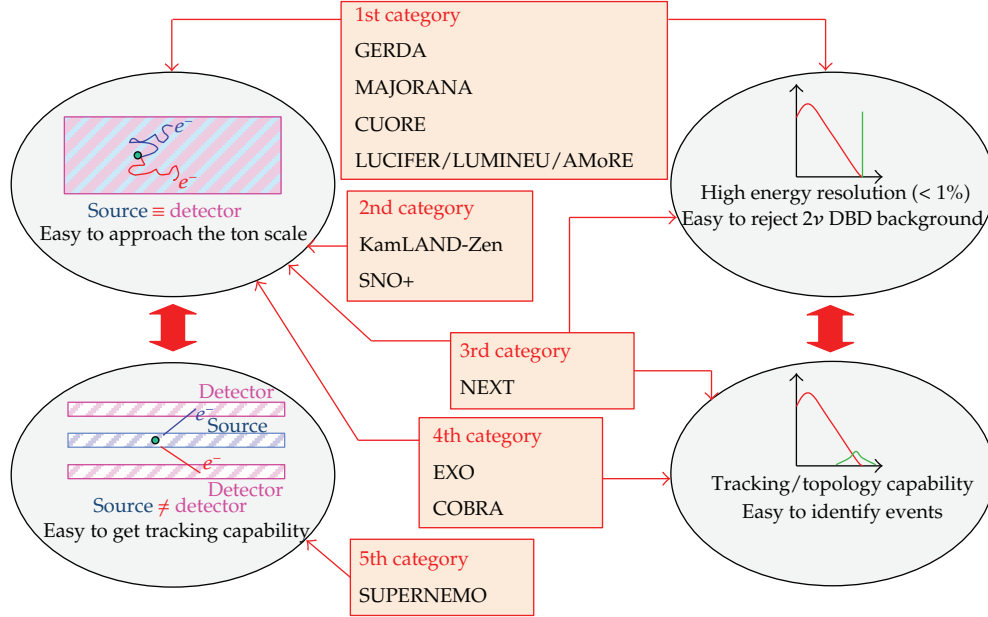 1st category
GERDA
MAJORANA
CUORE
LUCIFER/LUMINEU/AMoRE
e⁻
e⁻
Source ≡ detector
Easy to approach the ton scale
High energy resolution (< 1%)
Easy to reject 2ν DBD background
2nd category
KamLAND-Zen
SNO+
3rd category
NEXT
Detector
e⁻
Source
e⁻
Detector
Source ≠ detector
Easy to get tracking capability
4th category
EXO
COBRA
Tracking/topology capability
Easy to identify events
5th category
SUPERNEMO